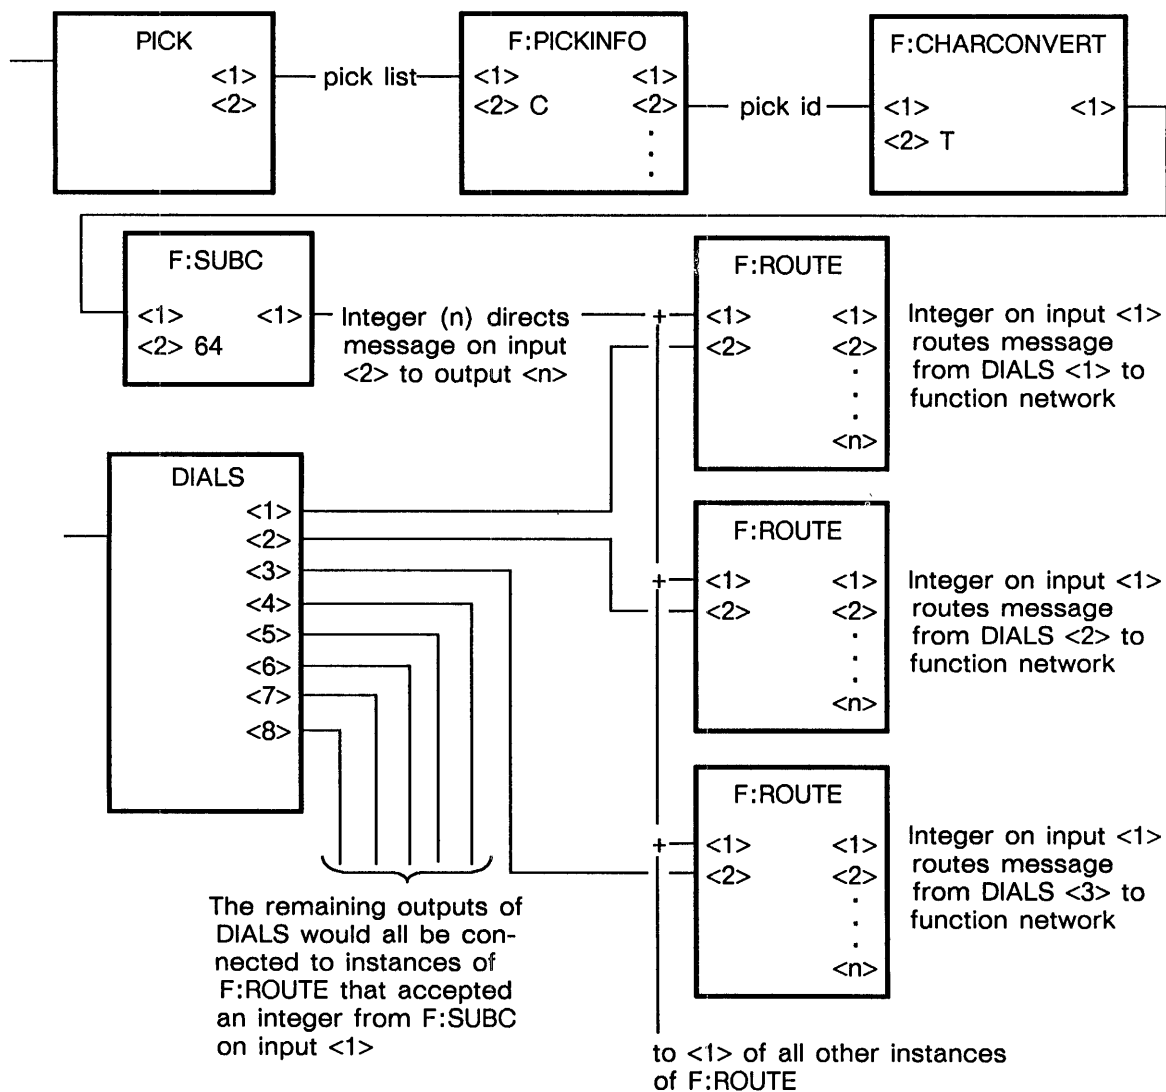 PICK
<1>
<2>
pick list
F:PICKINFO
<1> <1>
<2> C <2>
.
.
.
pick id
F:CHARCONVERT
<1> <1>
<2> T
F:SUBC
<1> <1>
<2> 64
Integer (n) directs
message on input
<2> to output <n>
+
F:ROUTE
<1> <1>
<2> <2>
.
.
.
<n>
Integer on input <1>
routes message
from DIALS <1> to
function network
DIALS
<1>
<2>
<3>
<4>
<5>
<6>
<7>
<8>
+
F:ROUTE
<1> <1>
<2> <2>
.
.
.
<n>
Integer on input <1>
routes message
from DIALS <2> to
function network
+
F:ROUTE
<1> <1>
<2> <2>
.
.
.
<n>
Integer on input <1>
routes message
from DIALS <3> to
function network
The remaining outputs of
DIALS would all be con-
nected to instances of
F:ROUTE that accepted
an integer from F:SUBC
on input <1>
to <1> of all other instances
of F:ROUTE